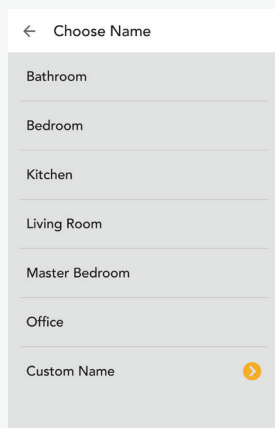 Choose Name
Bathroom
Bedroom
Kitchen
Living Room
Master Bedroom
Office
Custom Name